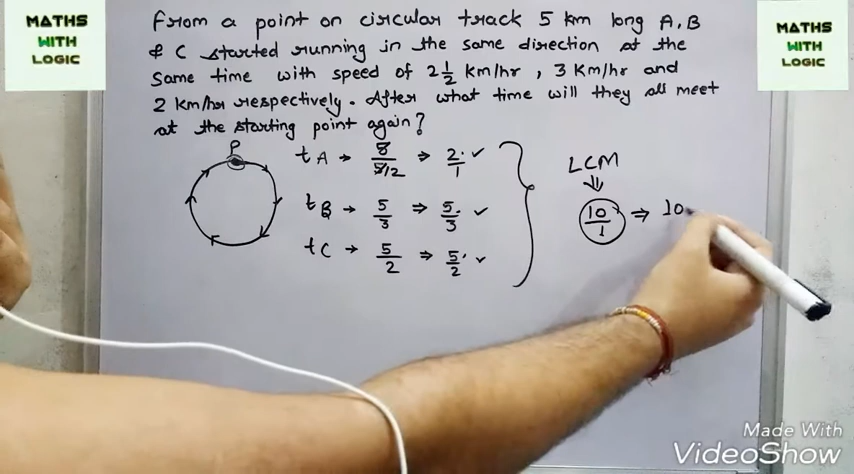 MATHS
WITH
LOGIC
From a point on circular track 5 km long A, B
& C started running in the same direction at the
same time with speed of 2 1/2 km/hr, 3 Km/hr and
2 km/hr respectively. After what time will they all meet
at the starting point again?
P
tA → 5/5/2 ⇒ 2/1 ✓
tB → 5/3 ⇒ 5/3 ✓
tC → 5/2 ⇒ 5/2 ✓
LCM
⇓
10/1 ⇒ 10
MATHS
WITH
LOGIC
Made With
VideoShow